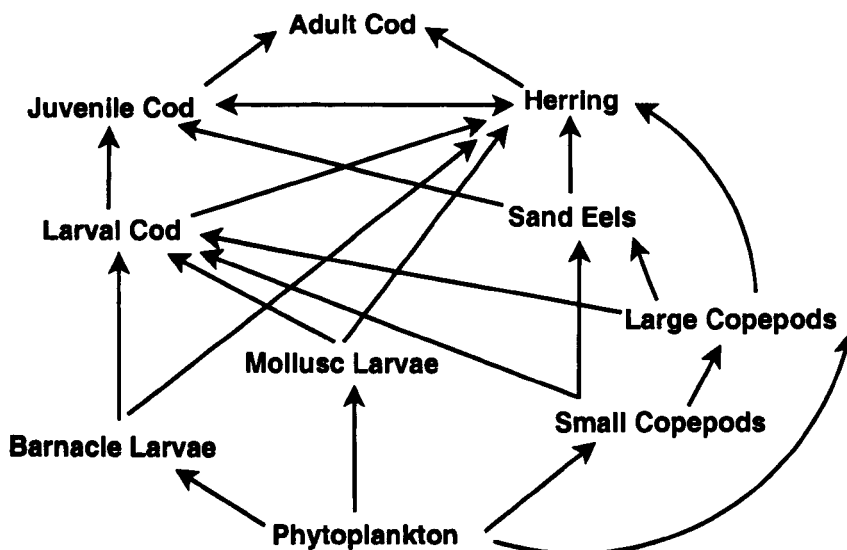 Adult Cod
Juvenile Cod
Herring
Larval Cod
Sand Eels
Large Copepods
Mollusc Larvae
Small Copepods
Barnacle Larvae
Phytoplankton